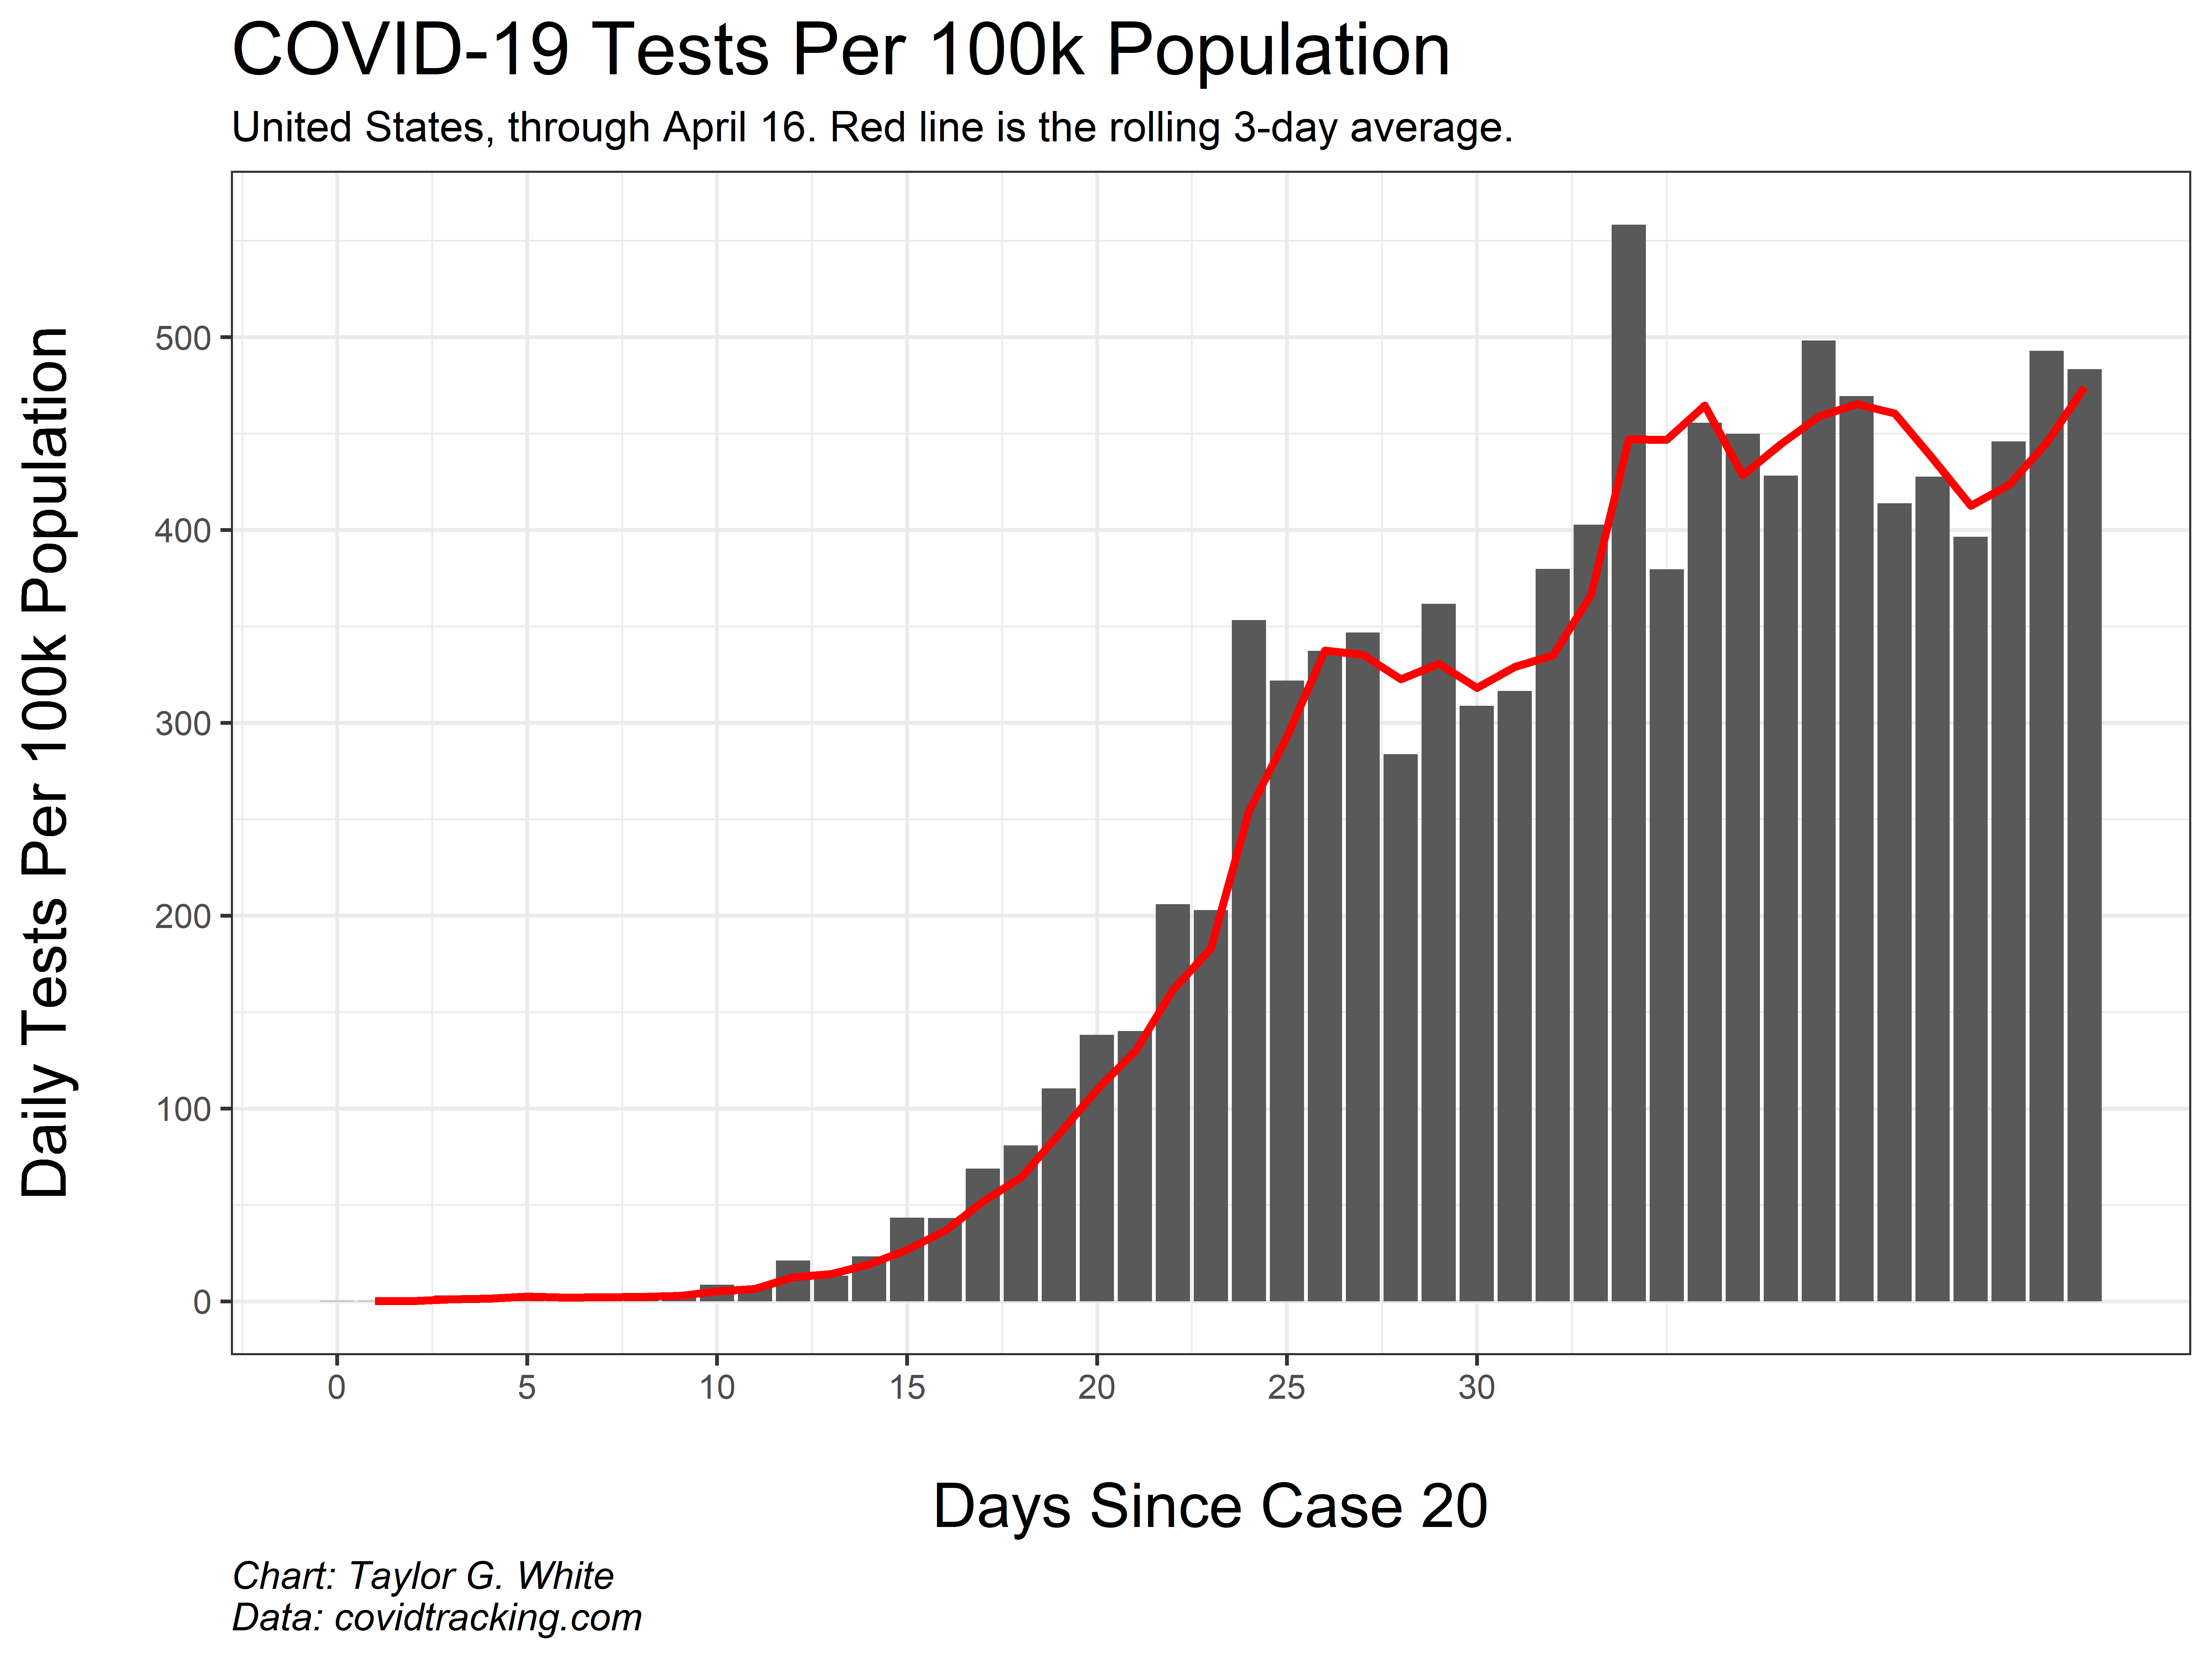 COVID-19 Tests Per 100k Population
United States, through April 16. Red line is the rolling 3-day average.
Daily Tests Per 100k Population
500
400
300
200
100
0
0 5 10 15 20 25 30
Days Since Case 20
Chart: Taylor G. White
Data: covidtracking.com